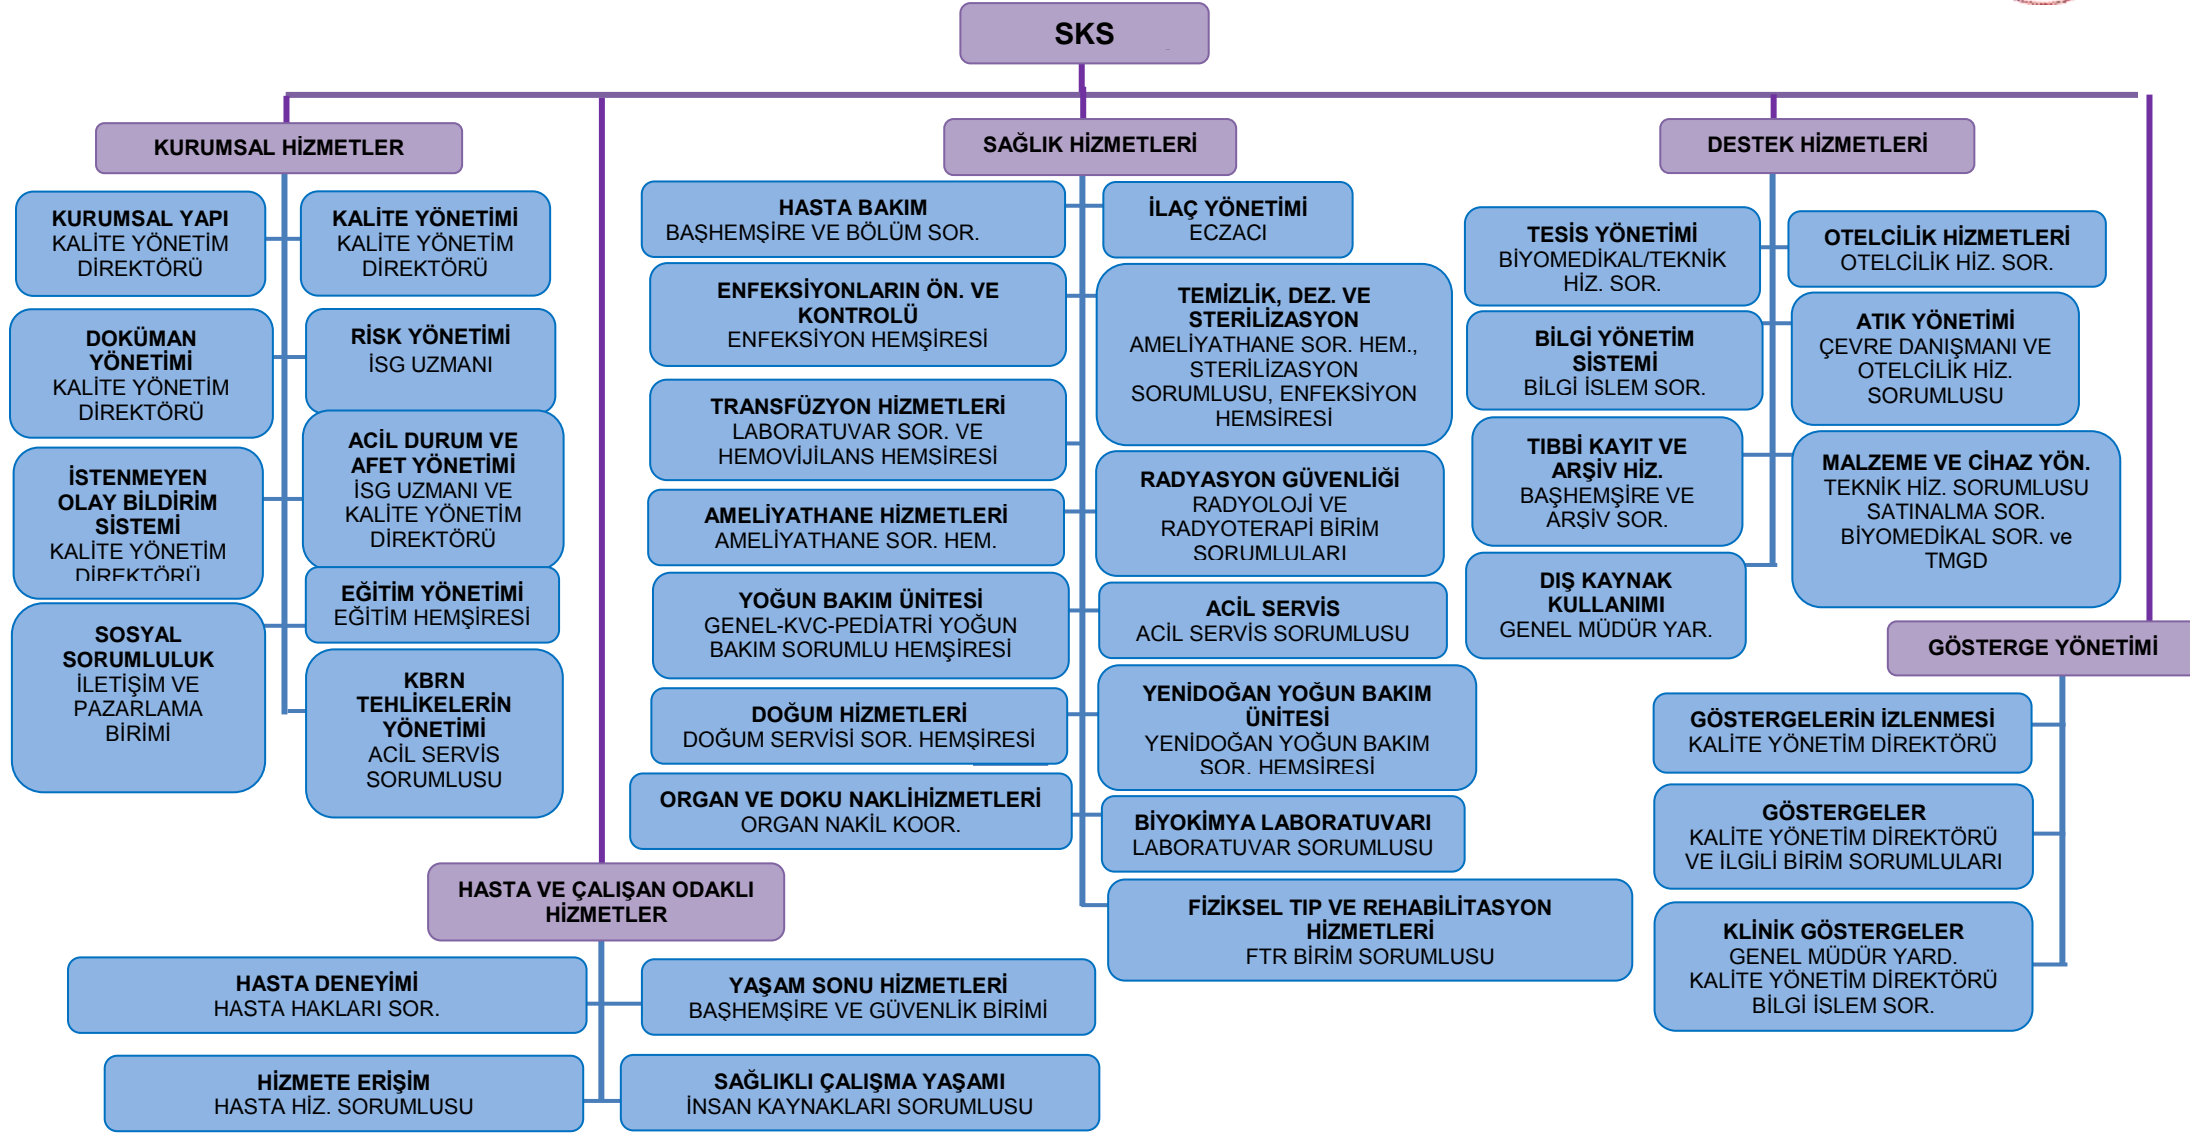 SKS
KURUMSAL HİZMETLER
KURUMSAL YAPI
KALİTE YÖNETİM
DİREKTÖRÜ
KALİTE YÖNETİMİ
KALİTE YÖNETİM
DİREKTÖRÜ
DOKÜMAN
YÖNETİMİ
KALİTE YÖNETİM
DİREKTÖRÜ
RİSK YÖNETİMİ
İSG UZMANI
İSTENMEYEN
OLAY BİLDİRİM
SİSTEMİ
KALİTE YÖNETİM
DİREKTÖRÜ
ACİL DURUM VE
AFET YÖNETİMİ
İSG UZMANI VE
KALİTE YÖNETİM
DİREKTÖRÜ
SOSYAL
SORUMLULUK
İLETİŞİM VE
PAZARLAMA
BİRİMİ
EĞİTİM YÖNETİMİ
EĞİTİM HEMŞİRESİ
KBRN
TEHLİKELERİN
YÖNETİMİ
ACİL SERVİS
SORUMLUSU
HASTA VE ÇALIŞAN ODAKLI
HİZMETLER
HASTA DENEYİMİ
HASTA HAKLARI SOR.
YAŞAM SONU HİZMETLERİ
BAŞHEMŞİRE VE GÜVENLİK BİRİMİ
HİZMETE ERİŞİM
HASTA HİZ. SORUMLUSU
SAĞLIKLI ÇALIŞMA YAŞAMI
İNSAN KAYNAKLARI SORUMLUSU
SAĞLIK HİZMETLERİ
HASTA BAKIM
BAŞHEMŞİRE VE BÖLÜM SOR.
İLAÇ YÖNETİMİ
ECZACI
ENFEKSİYONLARIN ÖN. VE
KONTROLÜ
ENFEKSİYON HEMŞİRESİ
TEMİZLİK, DEZ. VE
STERİLİZASYON
AMELİYATHANE SOR. HEM.,
STERİLİZASYON
SORUMLUSU, ENFEKSİYON
HEMŞİRESİ
TRANSFÜZYON HİZMETLERİ
LABORATUVAR SOR. VE
HEMOVİJİLANS HEMŞİRESİ
RADYASYON GÜVENLİĞİ
RADYOLOJİ VE
RADYOTERAPİ BİRİM
SORUMLULARI
AMELİYATHANE HİZMETLERİ
AMELİYATHANE SOR. HEM.
YOĞUN BAKIM ÜNİTESİ
GENEL-KVC-PEDİATRİ YOĞUN
BAKIM SORUMLU HEMŞİRESİ
ACİL SERVİS
ACİL SERVİS SORUMLUSU
DOĞUM HİZMETLERİ
DOĞUM SERVİSİ SOR. HEMŞİRESİ
YENİDOĞAN YOĞUN BAKIM
ÜNİTESİ
YENİDOĞAN YOĞUN BAKIM
SOR. HEMŞİRESİ
ORGAN VE DOKU NAKLİHİZMETLERİ
ORGAN NAKİL KOOR.
BİYOKİMYA LABORATUVARI
LABORATUVAR SORUMLUSU
FİZİKSEL TIP VE REHABİLİTASYON
HİZMETLERİ
FTR BİRİM SORUMLUSU
DESTEK HİZMETLERİ
TESİS YÖNETİMİ
BİYOMEDİKAL/TEKNİK
HİZ. SOR.
OTELCİLİK HİZMETLERİ
OTELCİLİK HİZ. SOR.
BİLGİ YÖNETİM
SİSTEMİ
BİLGİ İŞLEM SOR.
ATIK YÖNETİMİ
ÇEVRE DANIŞMANI VE
OTELCİLİK HİZ.
SORUMLUSU
TIBBİ KAYIT VE
ARŞİV HİZ.
BAŞHEMŞİRE VE
ARŞİV SOR.
MALZEME VE CİHAZ YÖN.
TEKNİK HİZ. SORUMLUSU
SATINALMA SOR.
BİYOMEDİKAL SOR. ve
TMGD
DIŞ KAYNAK
KULLANIMI
GENEL MÜDÜR YAR.
GÖSTERGE YÖNETİMİ
GÖSTERGELERİN İZLENMESİ
KALİTE YÖNETİM DİREKTÖRÜ
GÖSTERGELER
KALİTE YÖNETİM DİREKTÖRÜ
VE İLGİLİ BİRİM SORUMLULARI
KLİNİK GÖSTERGELER
GENEL MÜDÜR YARD.
KALİTE YÖNETİM DİREKTÖRÜ
BİLGİ İŞLEM SOR.